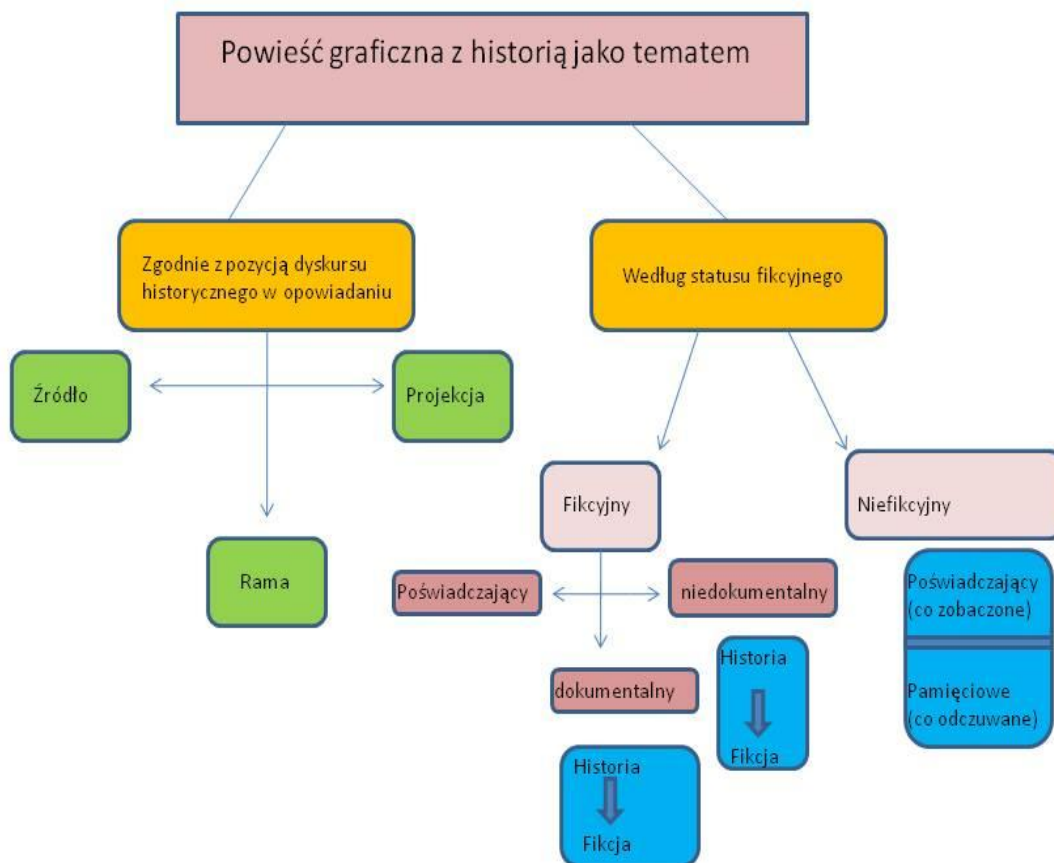 Powieść graficzna z historią jako tematem
Zgodnie z pozycją dyskursu
historycznego w opowiadaniu
Według statusu fikcyjnego
Źródło
Projekcja
Rama
Fikcyjny
Niefikcyjny
Poświadczający
niedokumentalny
dokumentalny
Historia
Fikcja
Historia
Fikcja
Poświadczający
(co zobaczone)
Pamięciowe
(co odczuwane)